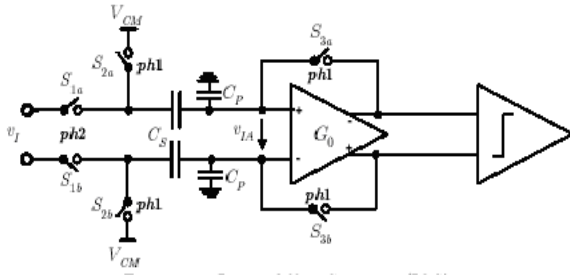 V_CM
S_3a
S_2a ph1
ph1
S_1a
C_P
+ -
v_I
ph2
C_S
v_IA
G_0
- +
S_1b
C_P
ph1
S_2b ph1
S_3b
V_CM